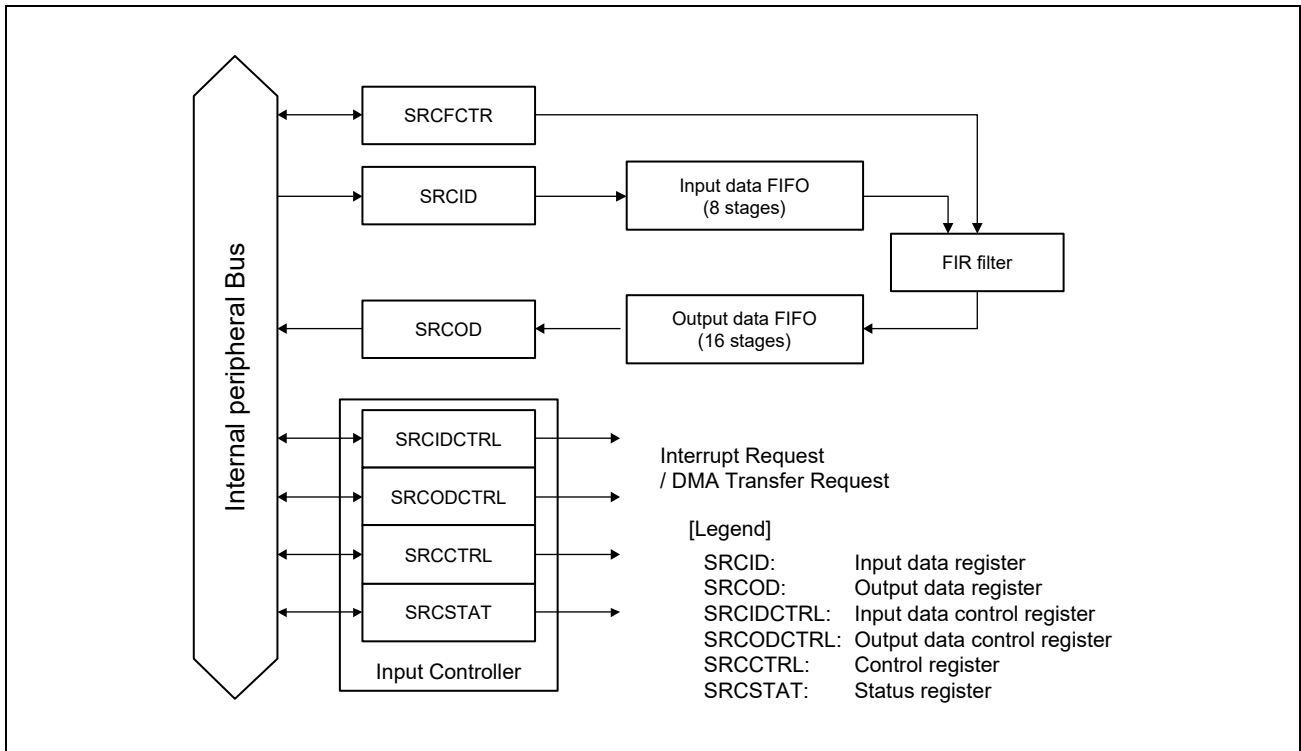 Internal peripheral Bus
SRCFCTR
SRCID
Input data FIFO
(8 stages)
FIR filter
SRCOD
Output data FIFO
(16 stages)
SRCIDCTRL
SRCODCTRL
SRCCTRL
SRCSTAT
Input Controller
Interrupt Request
/ DMA Transfer Request
[Legend]
SRCID: Input data register
SRCOD: Output data register
SRCIDCTRL: Input data control register
SRCODCTRL: Output data control register
SRCCTRL: Control register
SRCSTAT: Status register